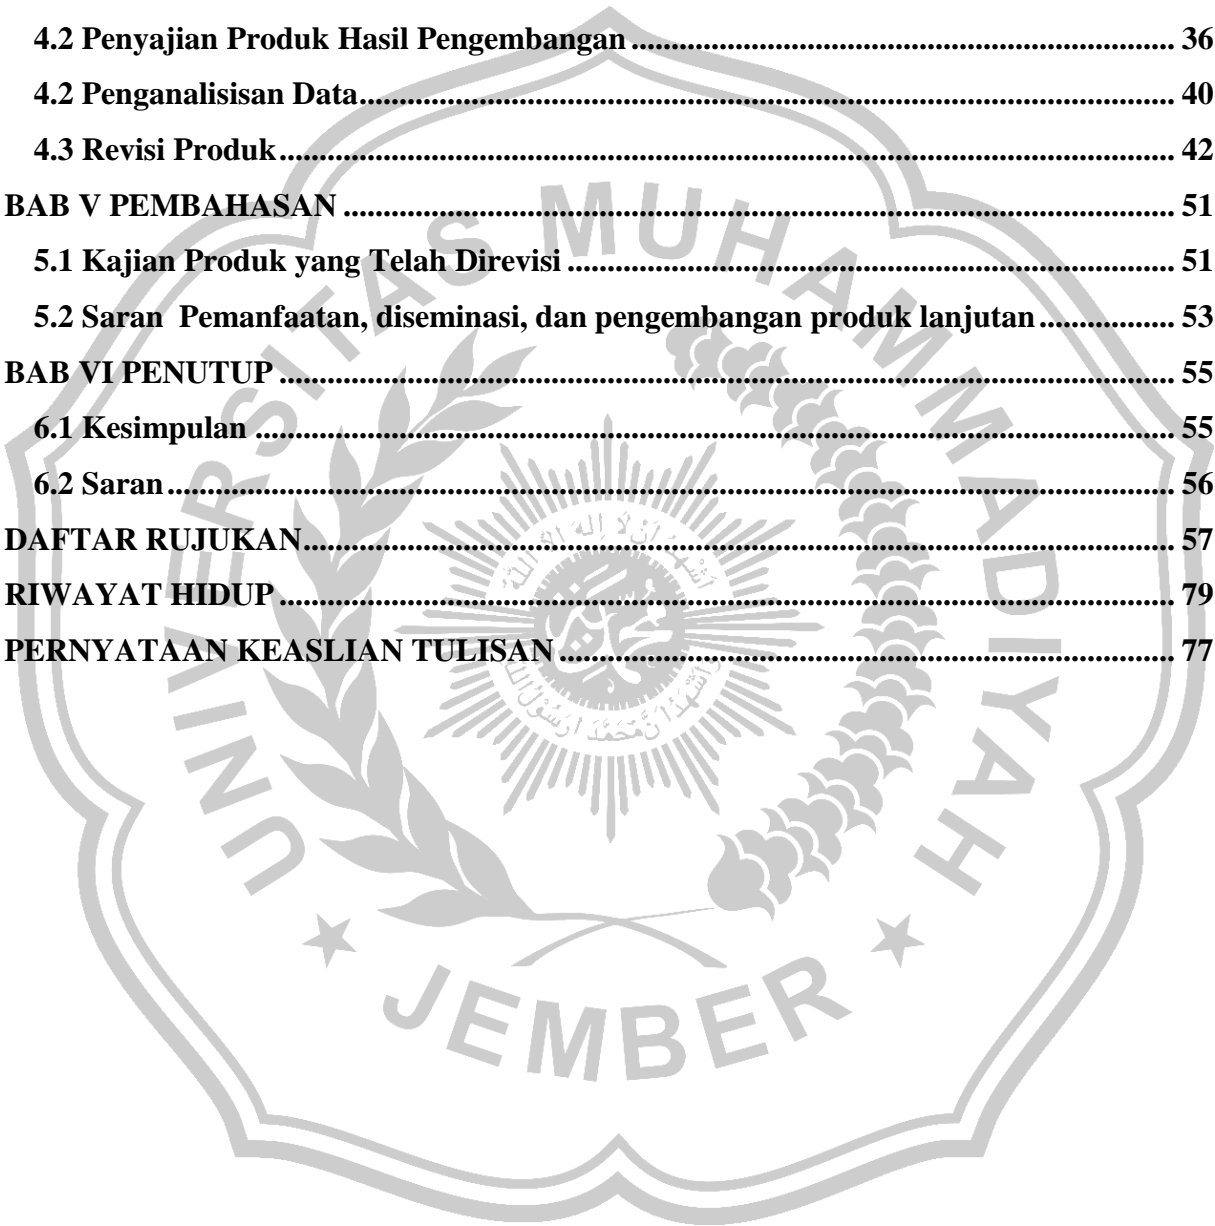 4.2 Penyajian Produk Hasil Pengembangan ........ 36
4.2 Penganalisisan Data ........ 40
4.3 Revisi Produk ........ 42
BAB V PEMBAHASAN ........ 51
5.1 Kajian Produk yang Telah Direvisi ........ 51
5.2 Saran  Pemanfaatan, diseminasi, dan pengembangan produk lanjutan ........ 53
BAB VI PENUTUP ........ 55
6.1 Kesimpulan ........ 55
6.2 Saran ........ 56
DAFTAR RUJUKAN ........ 57
RIWAYAT HIDUP ........ 79
PERNYATAAN KEASLIAN TULISAN ........ 77
UNIVERSITAS MUHAMMADIYAH
JEMBER